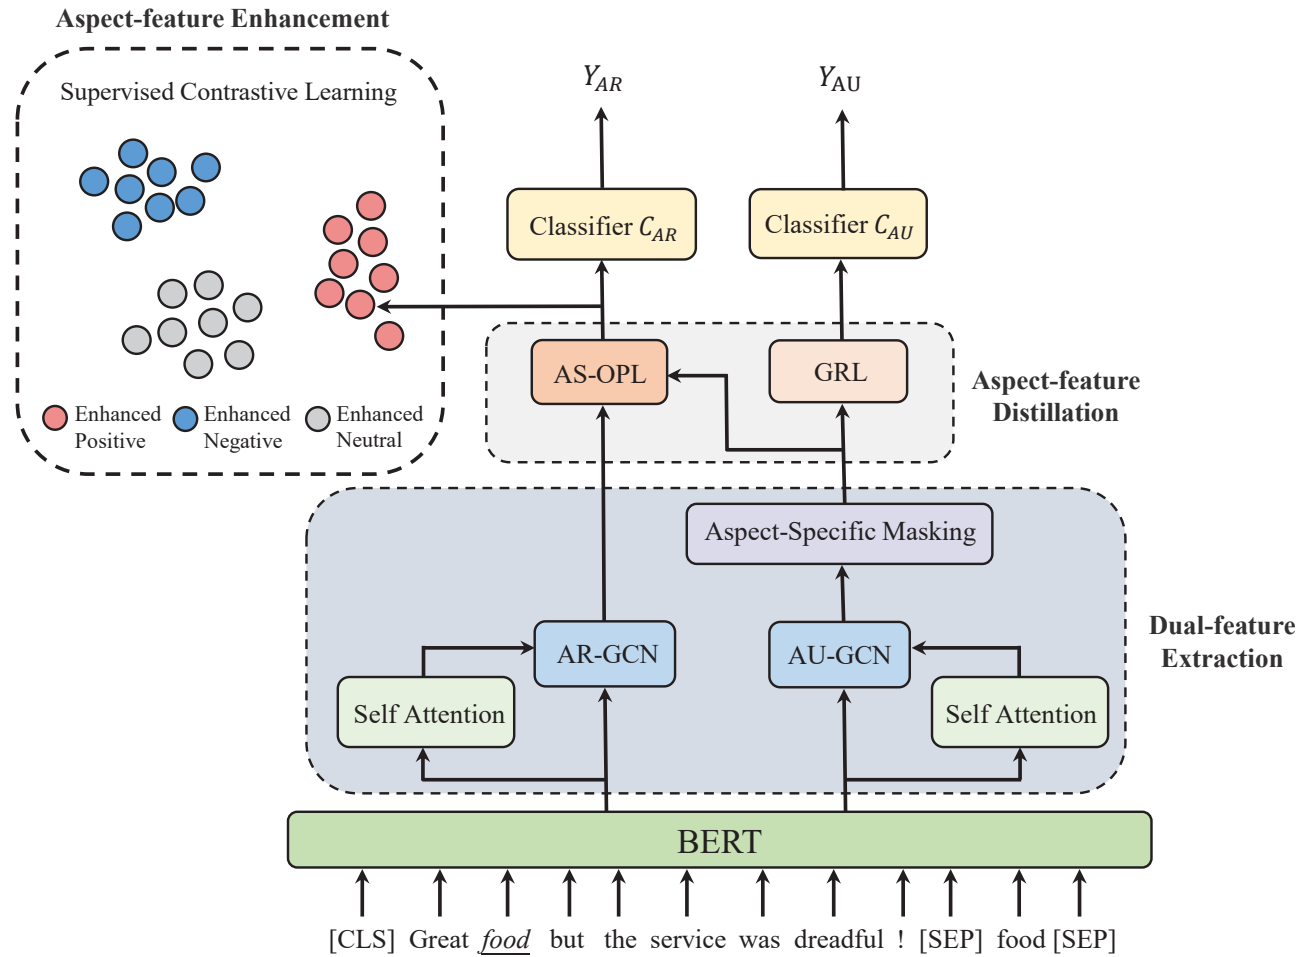 Aspect-feature Enhancement
Supervised Contrastive Learning
Enhanced
Positive
Enhanced
Negative
Enhanced
Neutral
Y_AR
Y_AU
Classifier C_AR
Classifier C_AU
AS-OPL
GRL
Aspect-feature
Distillation
Aspect-Specific Masking
AR-GCN
AU-GCN
Self Attention
Self Attention
Dual-feature
Extraction
BERT
[CLS] Great food but the service was dreadful ! [SEP] food [SEP]